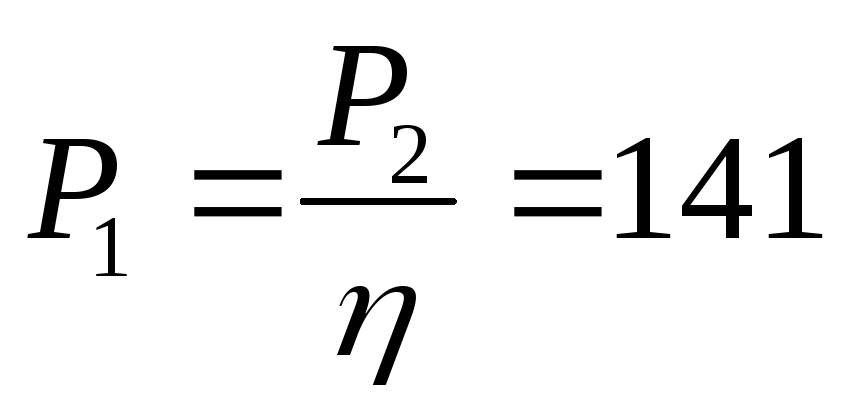 P₁ = P₂/η = 141